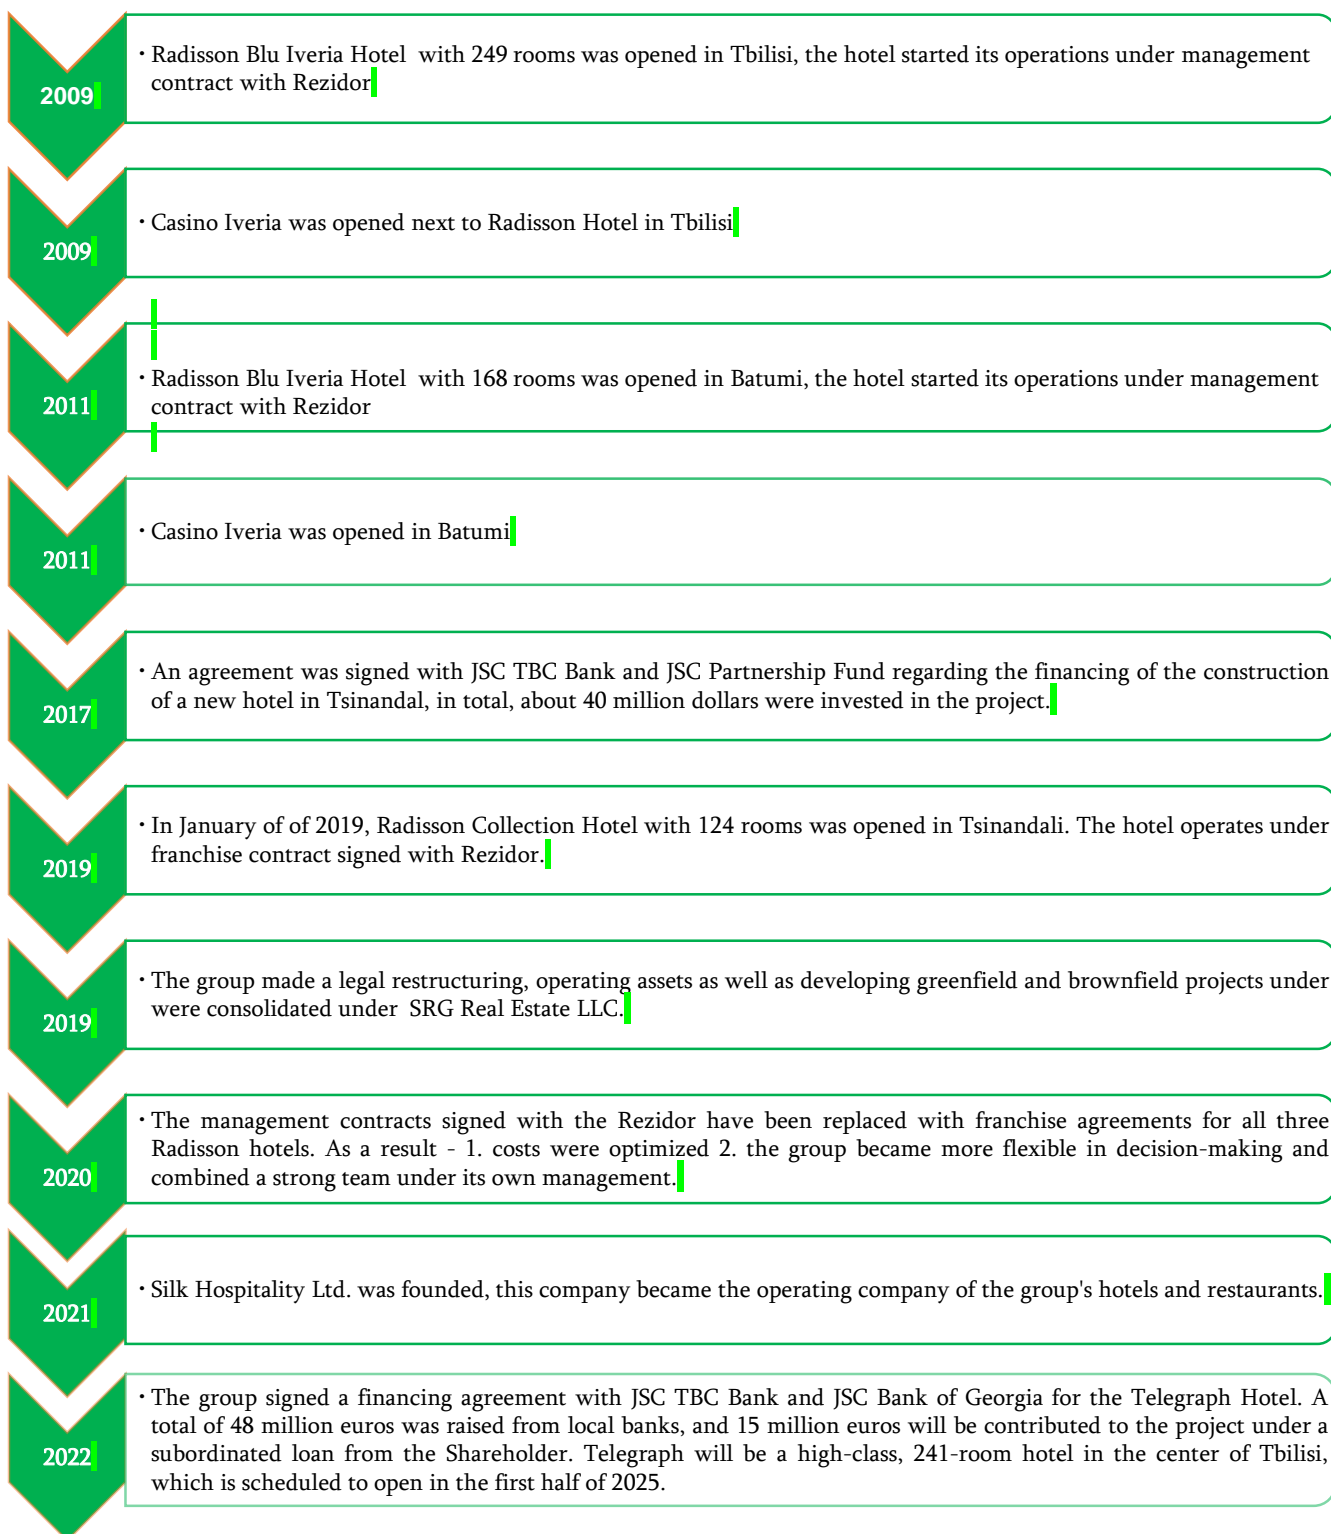 2009
· Radisson Blu Iveria Hotel  with 249 rooms was opened in Tbilisi, the hotel started its operations under management
contract with Rezidor
2009
· Casino Iveria was opened next to Radisson Hotel in Tbilisi
2011
· Radisson Blu Iveria Hotel  with 168 rooms was opened in Batumi, the hotel started its operations under management
contract with Rezidor
2011
· Casino Iveria was opened in Batumi
2017
· An agreement was signed with JSC TBC Bank and JSC Partnership Fund regarding the financing of the construction
of a new hotel in Tsinandal, in total, about 40 million dollars were invested in the project.
2019
· In January of of 2019, Radisson Collection Hotel with 124 rooms was opened in Tsinandali. The hotel operates under
franchise contract signed with Rezidor.
2019
· The group made a legal restructuring, operating assets as well as developing greenfield and brownfield projects under
were consolidated under  SRG Real Estate LLC.
2020
· The management contracts signed with the Rezidor have been replaced with franchise agreements for all three
Radisson hotels. As a result - 1. costs were optimized 2. the group became more flexible in decision-making and
combined a strong team under its own management.
2021
· Silk Hospitality Ltd. was founded, this company became the operating company of the group's hotels and restaurants.
2022
· The group signed a financing agreement with JSC TBC Bank and JSC Bank of Georgia for the Telegraph Hotel. A
total of 48 million euros was raised from local banks, and 15 million euros will be contributed to the project under a
subordinated loan from the Shareholder. Telegraph will be a high-class, 241-room hotel in the center of Tbilisi,
which is scheduled to open in the first half of 2025.